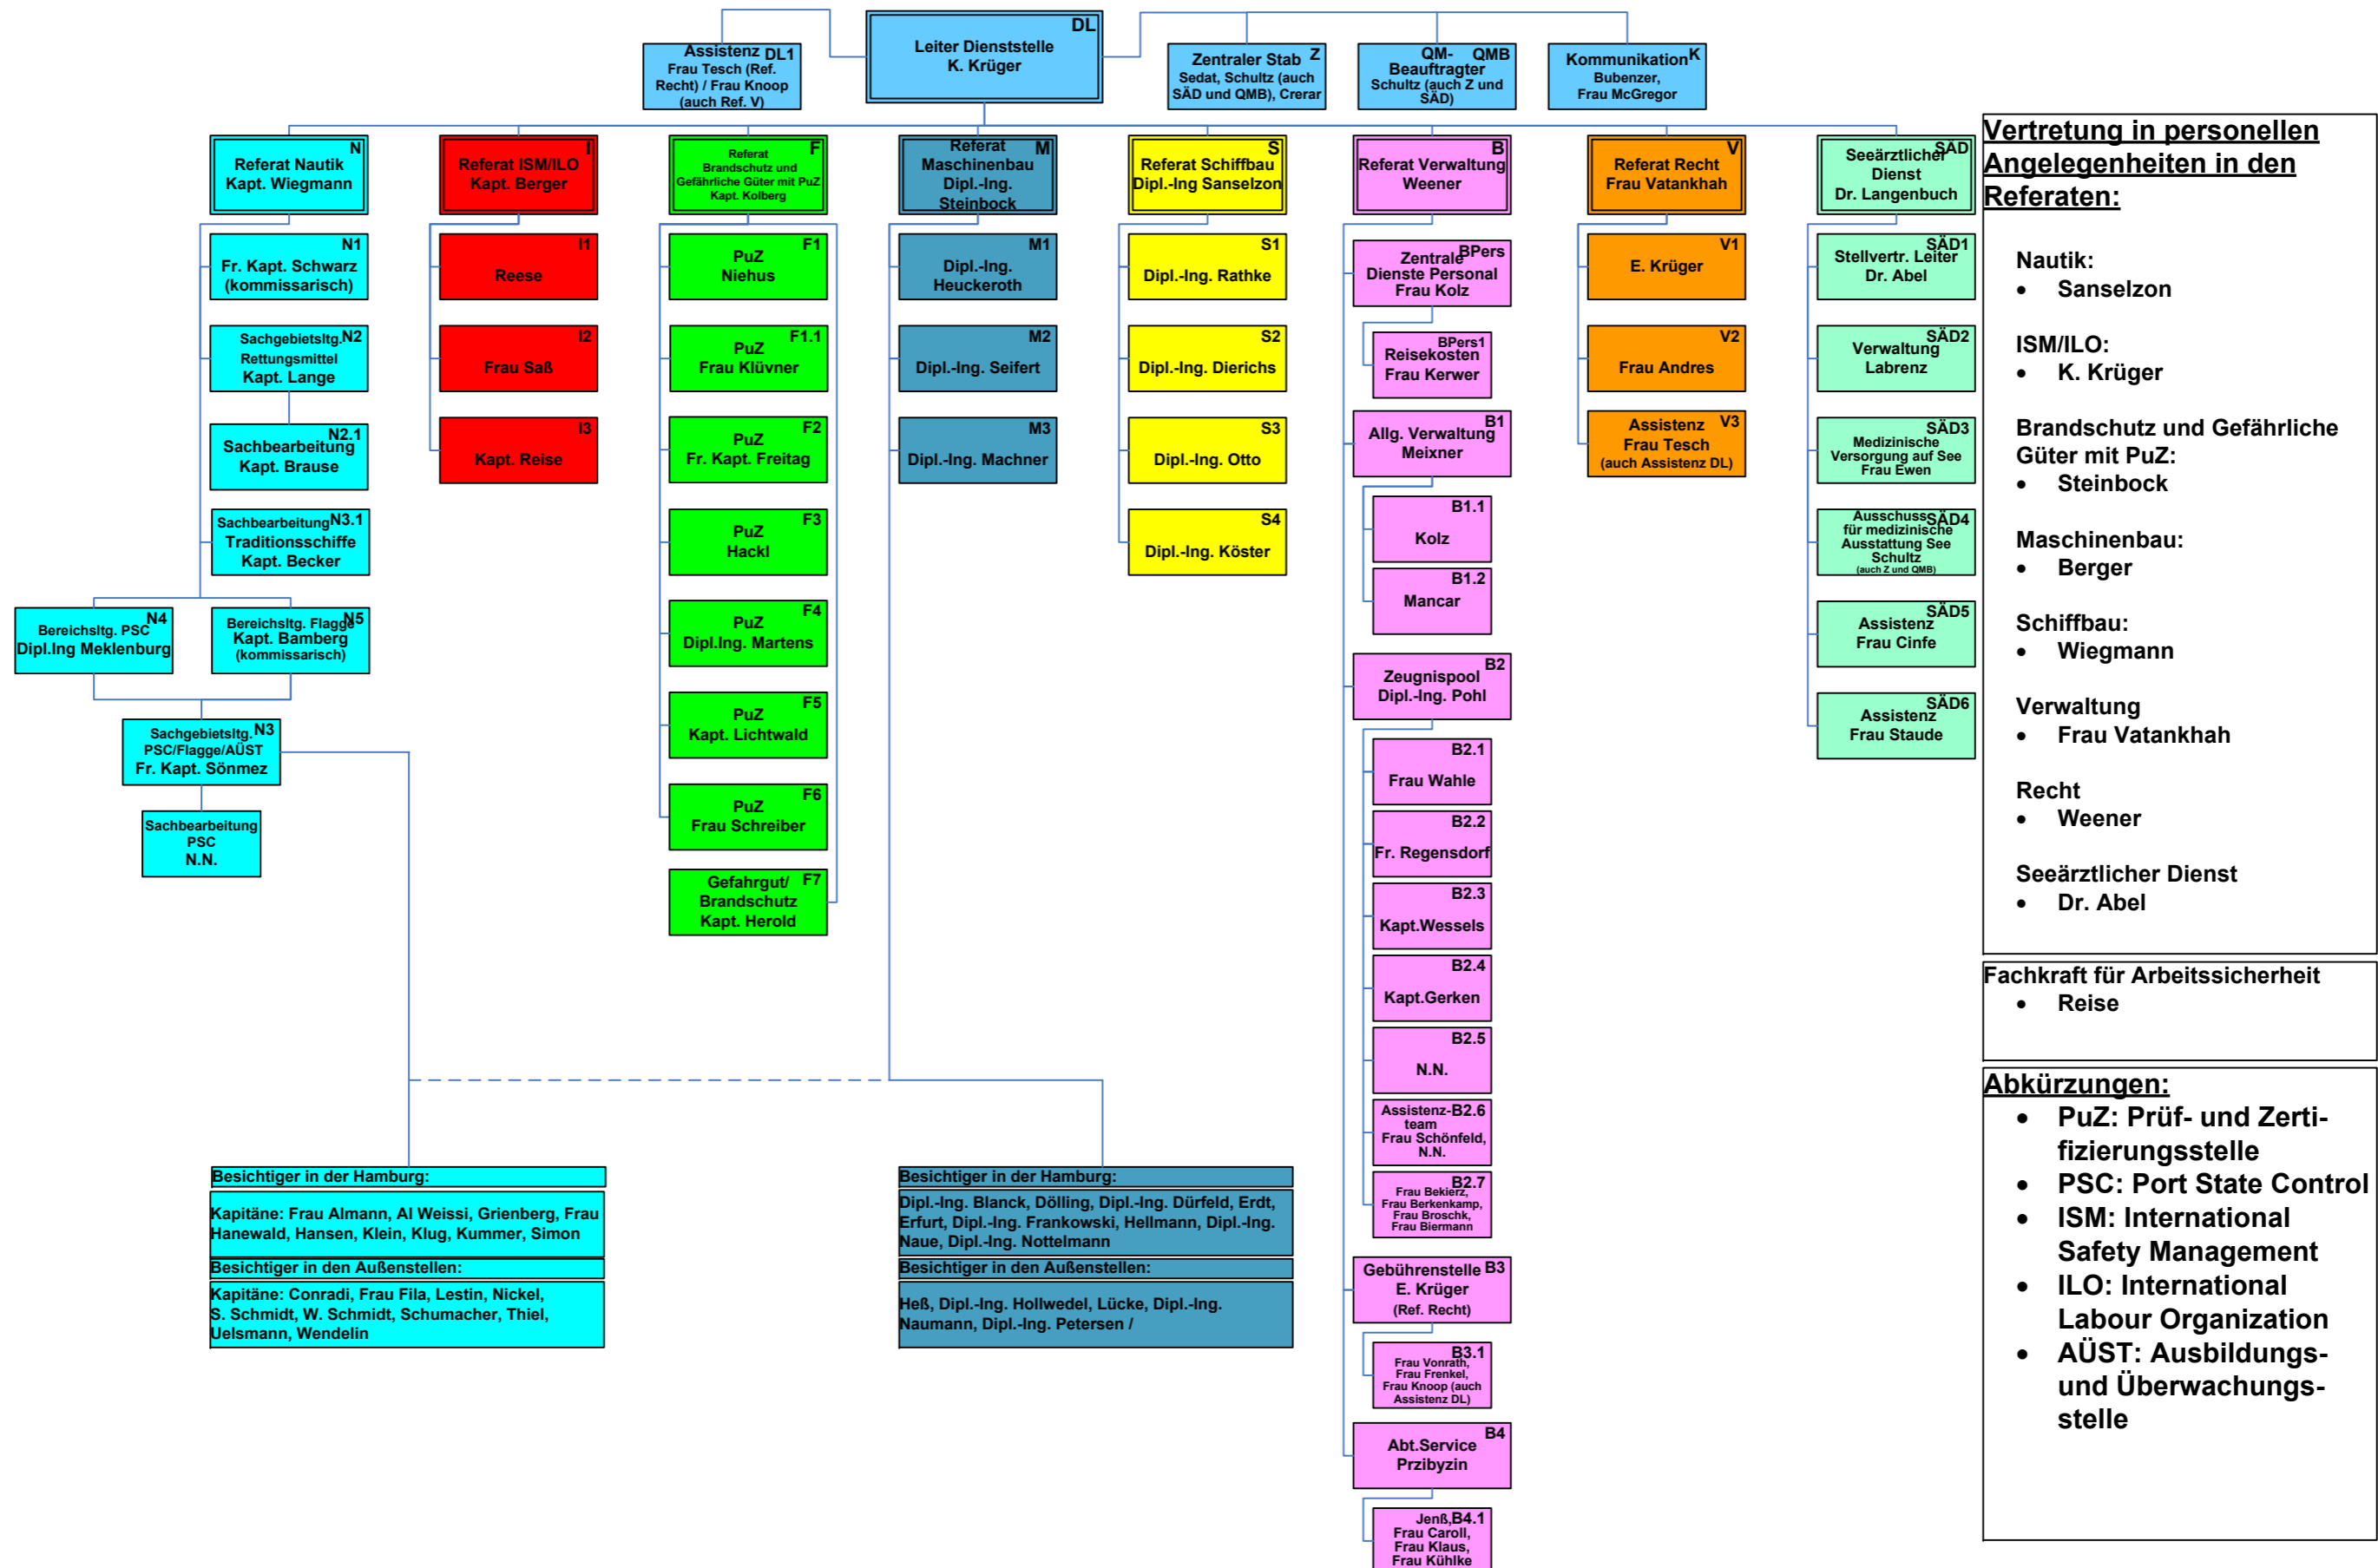 DL
Leiter Dienststelle
K. Krüger
Assistenz DL1
Frau Tesch (Ref.
Recht) / Frau Knoop
(auch Ref. V)
Zentraler Stab Z
Sedat, Schultz (auch
SÄD und QMB), Crerar
QM- QMB
Beauftragter
Schultz (auch Z und
SÄD)
Kommunikation K
Bubenzer,
Frau McGregor
N
Referat Nautik
Kapt. Wiegmann
I
Referat ISM/ILO
Kapt. Berger
F
Referat
Brandschutz und
Gefährliche Güter mit PuZ
Kapt. Kolberg
M
Referat
Maschinenbau
Dipl.-Ing.
Steinbock
S
Referat Schiffbau
Dipl.-Ing Sanselzon
B
Referat Verwaltung
Weener
V
Referat Recht
Frau Vatankhah
SÄD
Seeärztlicher
Dienst
Dr. Langenbuch
N1
Fr. Kapt. Schwarz
(kommissarisch)
Sachgebietsltg. N2
Rettungsmittel
Kapt. Lange
N2.1
Sachbearbeitung
Kapt. Brause
Sachbearbeitung N3.1
Traditionsschiffe
Kapt. Becker
N4
Bereichsltg. PSC
Dipl.Ing Meklenburg
N5
Bereichsltg. Flagge
Kapt. Bamberg
(kommissarisch)
Sachgebietsltg. N3
PSC/Flagge/AÜST
Fr. Kapt. Sönmez
Sachbearbeitung
PSC
N.N.
I1
Reese
I2
Frau Saß
I3
Kapt. Reise
F1
PuZ
Niehus
F1.1
PuZ
Frau Klüvner
F2
PuZ
Fr. Kapt. Freitag
F3
PuZ
Hackl
F4
PuZ
Dipl.Ing. Martens
F5
PuZ
Kapt. Lichtwald
F6
PuZ
Frau Schreiber
Gefahrgut/ F7
Brandschutz
Kapt. Herold
M1
Dipl.-Ing.
Heuckeroth
M2
Dipl.-Ing. Seifert
M3
Dipl.-Ing. Machner
S1
Dipl.-Ing. Rathke
S2
Dipl.-Ing. Dierichs
S3
Dipl.-Ing. Otto
S4
Dipl.-Ing. Köster
BPers
Zentrale
Dienste Personal
Frau Kolz
BPers1
Reisekosten
Frau Kerwer
B1
Allg. Verwaltung
Meixner
B1.1
Kolz
B1.2
Mancar
B2
Zeugnispool
Dipl.-Ing. Pohl
B2.1
Frau Wahle
B2.2
Fr. Regensdorf
B2.3
Kapt.Wessels
B2.4
Kapt.Gerken
B2.5
N.N.
Assistenz- B2.6
team
Frau Schönfeld,
N.N.
B2.7
Frau Bekierz,
Frau Berkenkamp,
Frau Broschk,
Frau Biermann
Gebührenstelle B3
E. Krüger
(Ref. Recht)
B3.1
Frau Vonrath,
Frau Frenkel,
Frau Knoop (auch
Assistenz DL)
B4
Abt.Service
Przibyzin
Jenß, B4.1
Frau Caroll,
Frau Klaus,
Frau Kühlke
V1
E. Krüger
V2
Frau Andres
Assistenz V3
Frau Tesch
(auch Assistenz DL)
SÄD1
Stellvertr. Leiter
Dr. Abel
SÄD2
Verwaltung
Labrenz
SÄD3
Medizinische
Versorgung auf See
Frau Ewen
Ausschuss SÄD4
für medizinische
Ausstattung See
Schultz
(auch Z und QMB)
SÄD5
Assistenz
Frau Cinfe
SÄD6
Assistenz
Frau Staude
Besichtiger in der Hamburg:
Kapitäne: Frau Almann, Al Weissi, Grienberg, Frau
Hanewald, Hansen, Klein, Klug, Kummer, Simon
Besichtiger in den Außenstellen:
Kapitäne: Conradi, Frau Fila, Lestin, Nickel,
S. Schmidt, W. Schmidt, Schumacher, Thiel,
Uelsmann, Wendelin
Besichtiger in der Hamburg:
Dipl.-Ing. Blanck, Dölling, Dipl.-Ing. Dürfeld, Erdt,
Erfurt, Dipl.-Ing. Frankowski, Hellmann, Dipl.-Ing.
Naue, Dipl.-Ing. Nottelmann
Besichtiger in den Außenstellen:
Heß, Dipl.-Ing. Hollwedel, Lücke, Dipl.-Ing.
Naumann, Dipl.-Ing. Petersen /
Vertretung in personellen
Angelegenheiten in den
Referaten:
Nautik:
• Sanselzon
ISM/ILO:
• K. Krüger
Brandschutz und Gefährliche
Güter mit PuZ:
• Steinbock
Maschinenbau:
• Berger
Schiffbau:
• Wiegmann
Verwaltung
• Frau Vatankhah
Recht
• Weener
Seeärztlicher Dienst
• Dr. Abel
Fachkraft für Arbeitssicherheit
• Reise
Abkürzungen:
• PuZ: Prüf- und Zerti-
fizierungsstelle
• PSC: Port State Control
• ISM: International
Safety Management
• ILO: International
Labour Organization
• AÜST: Ausbildungs-
und Überwachungs-
stelle